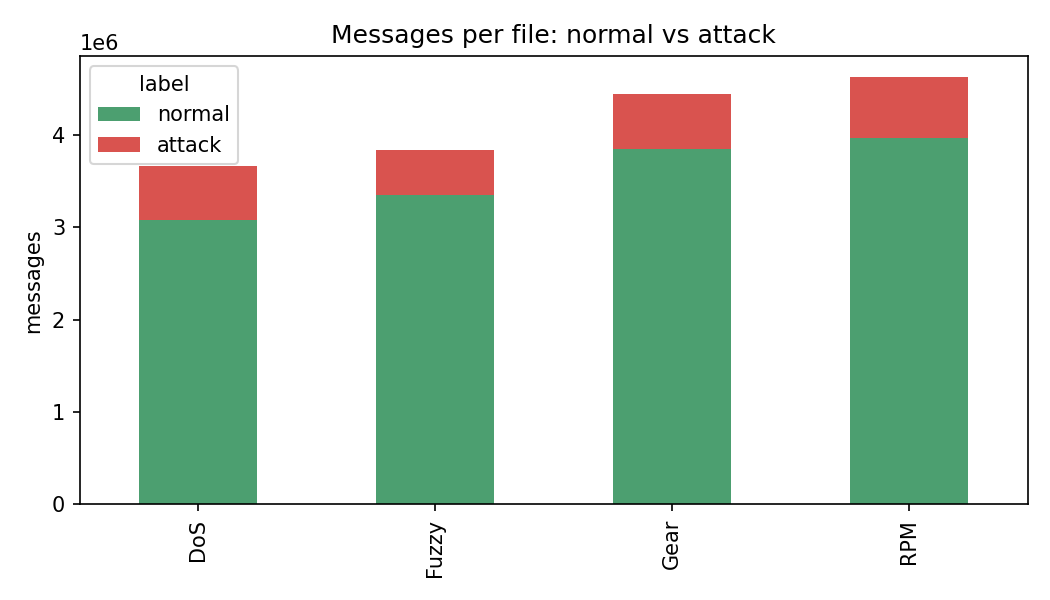 Messages per file: normal vs attack
1e6
label
normal
attack
4
3
2
1
0
messages
DoS
Fuzzy
Gear
RPM